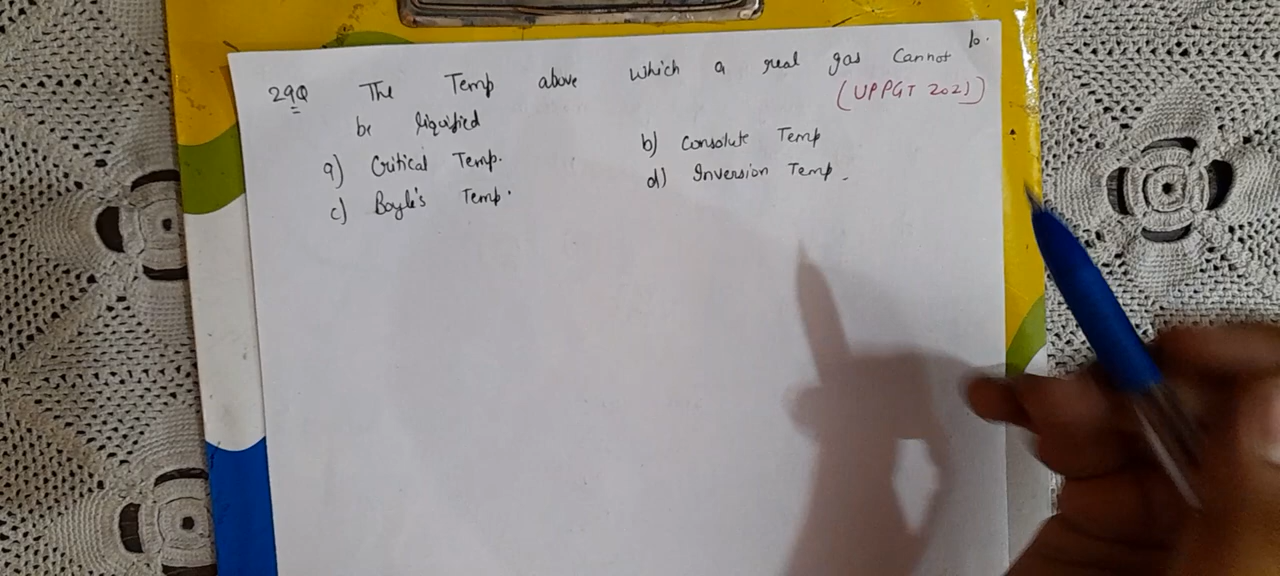 10.
29Q The Temp above which a real gas Cannot
(UPPGT 2021)
be liquified
a) Critical Temp.
b) Consolute Temp
c) Boyle's Temp.
d) Inversion Temp.